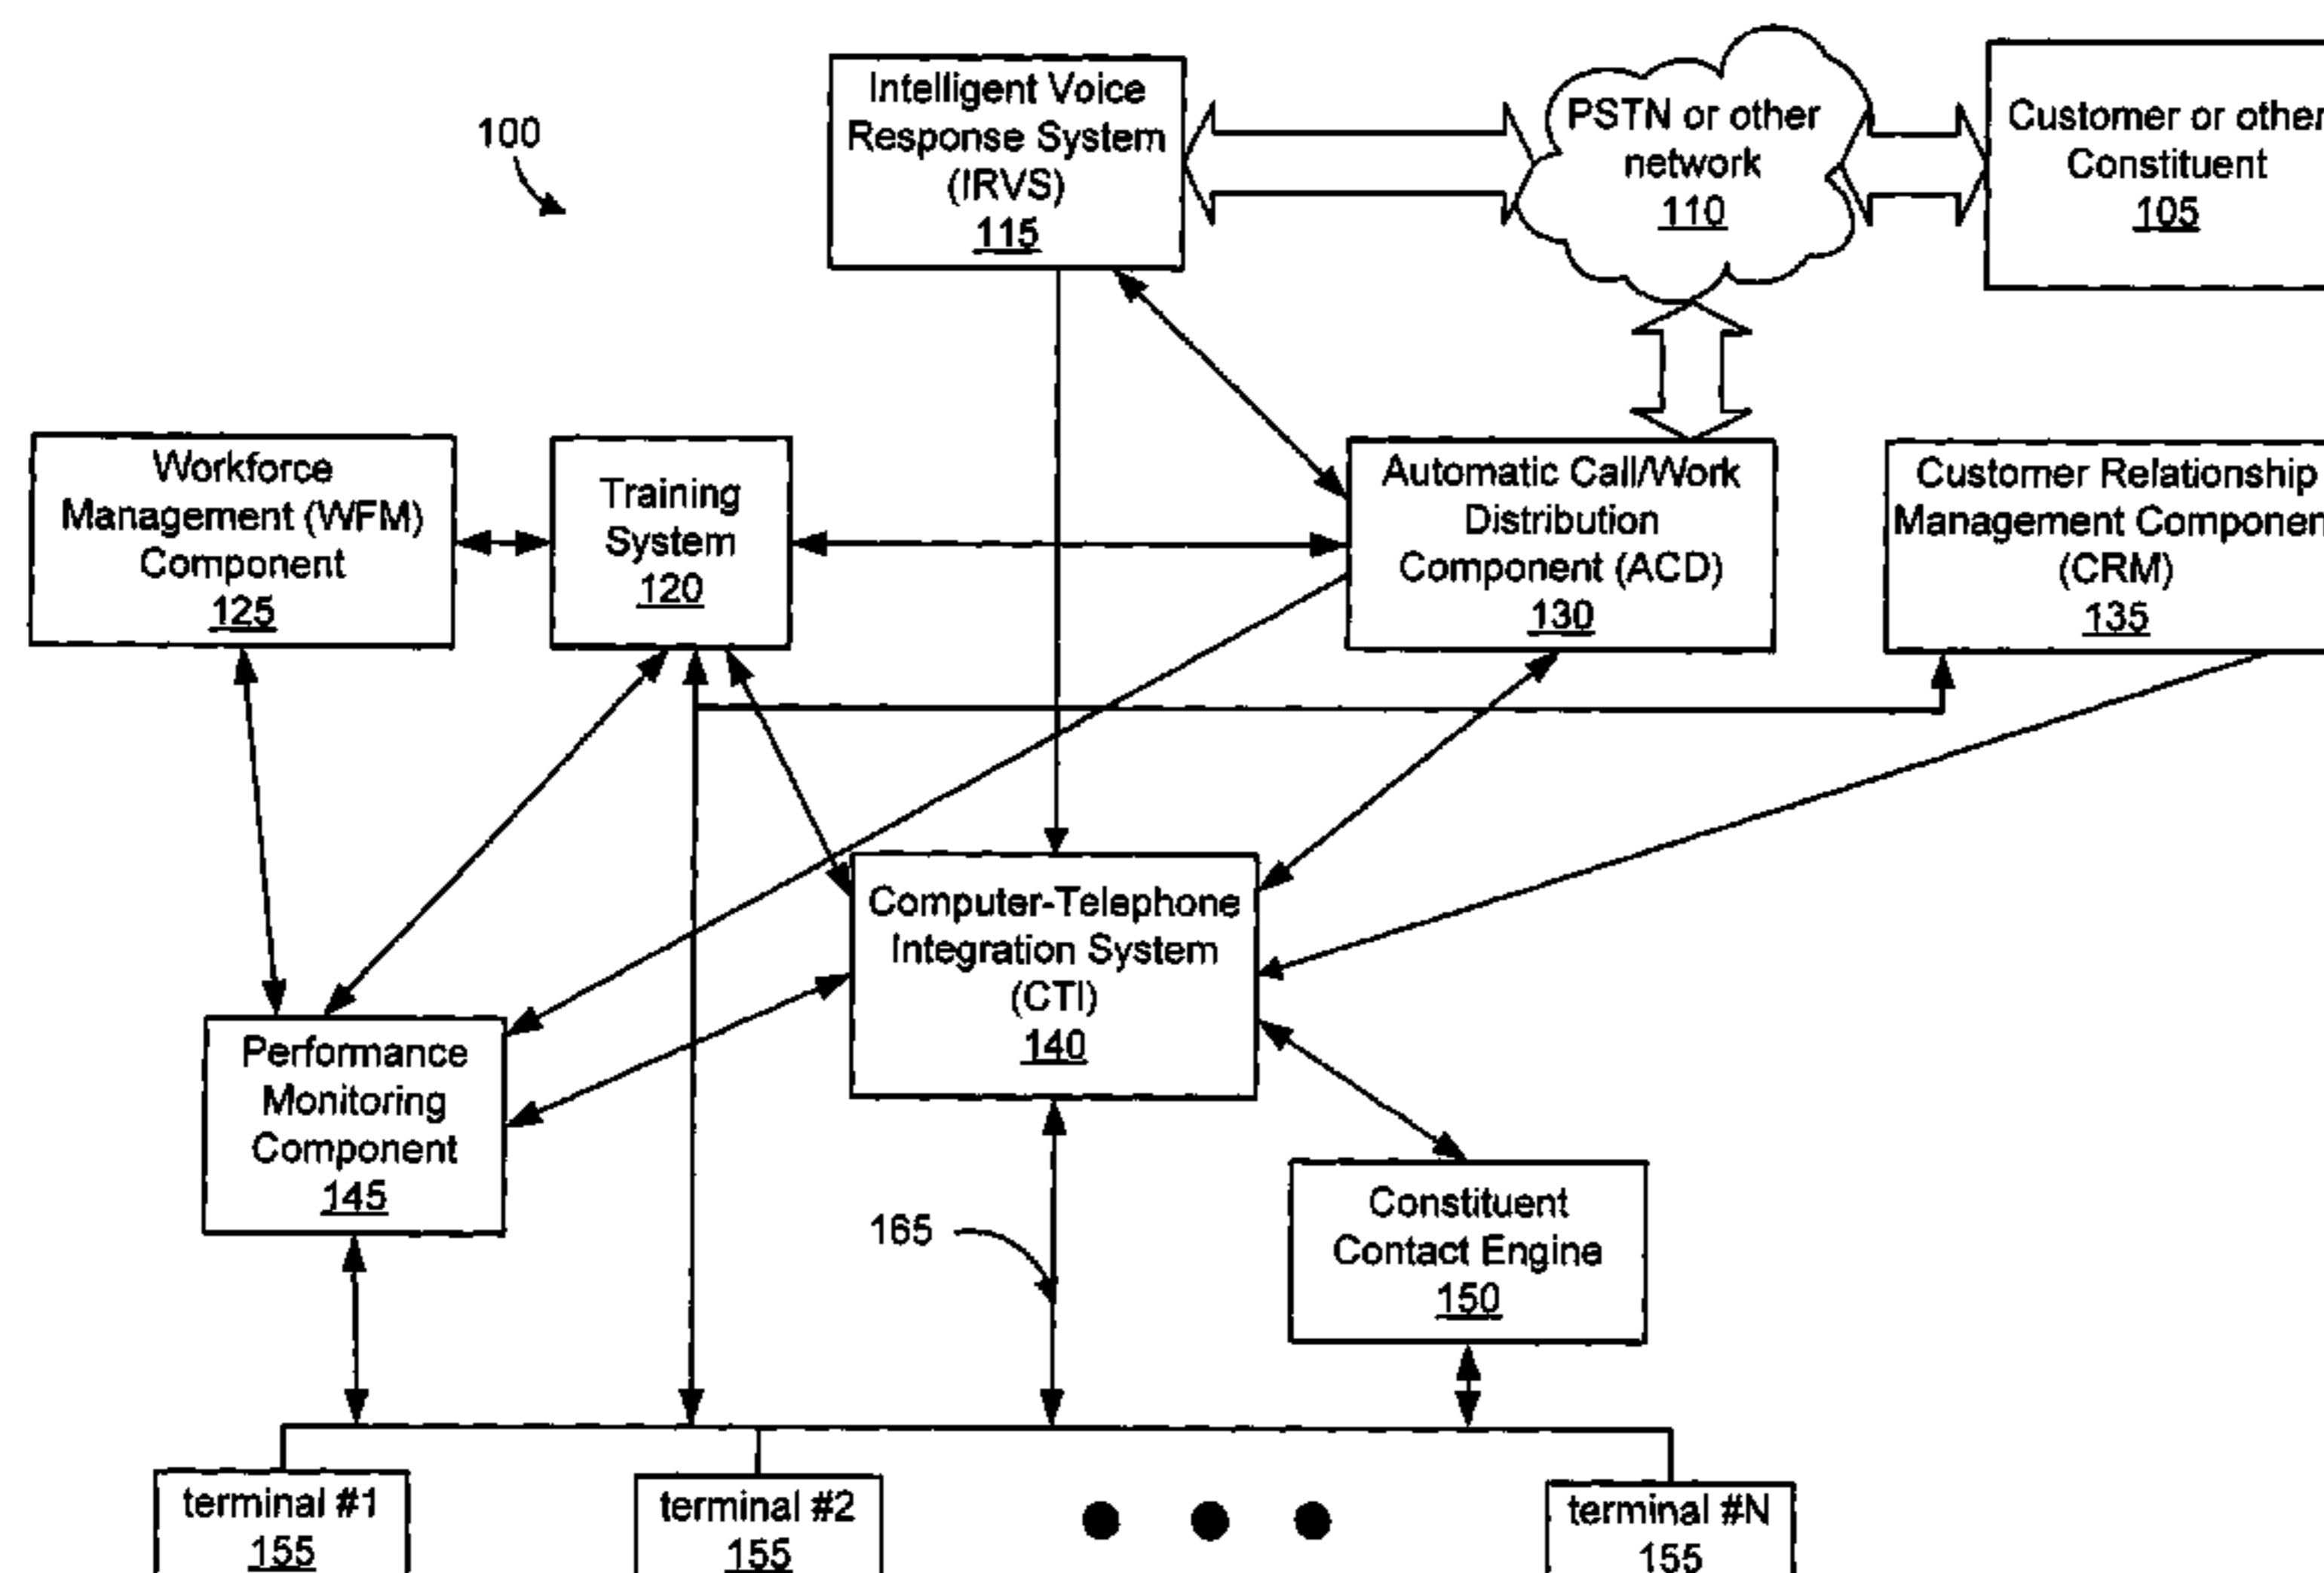 100
Intelligent Voice
Response System
(IRVS)
115
PSTN or other
network
110
Customer or other
Constituent
105
Workforce
Management (WFM)
Component
125
Training
System
120
Automatic Call/Work
Distribution
Component (ACD)
130
Customer Relationship
Management Componen
(CRM)
135
Computer-Telephone
Integration System
(CTI)
140
Performance
Monitoring
Component
145
165
Constituent
Contact Engine
150
terminal #1
155
terminal #2
155
terminal #N
155